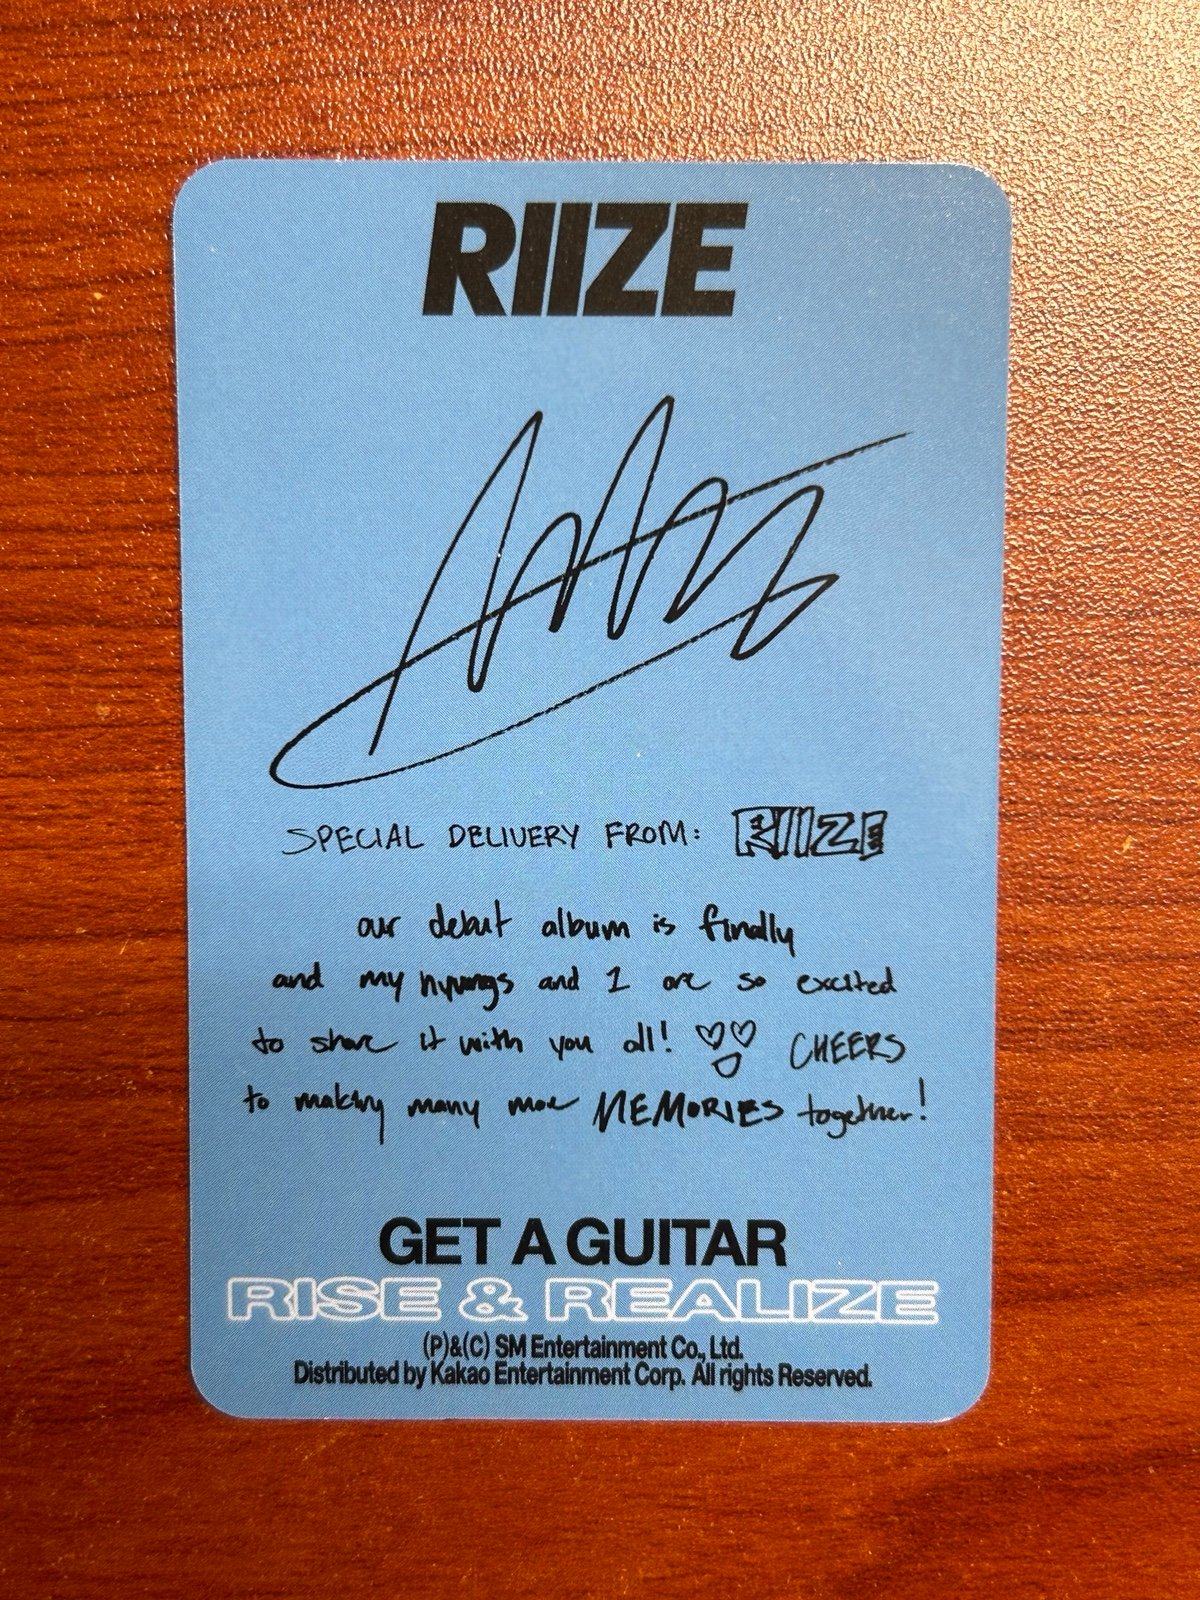 RIIZE
SPECIAL DELIVERY FROM: RIIZE
our debut album is finally
and my hyungs and I are so excited
to share it with you all! CHEERS
to making many more MEMORIES together!
GET A GUITAR
RISE & REALIZE
(P)&(C) SM Entertainment Co., Ltd.
Distributed by Kakao Entertainment Corp. All rights Reserved.